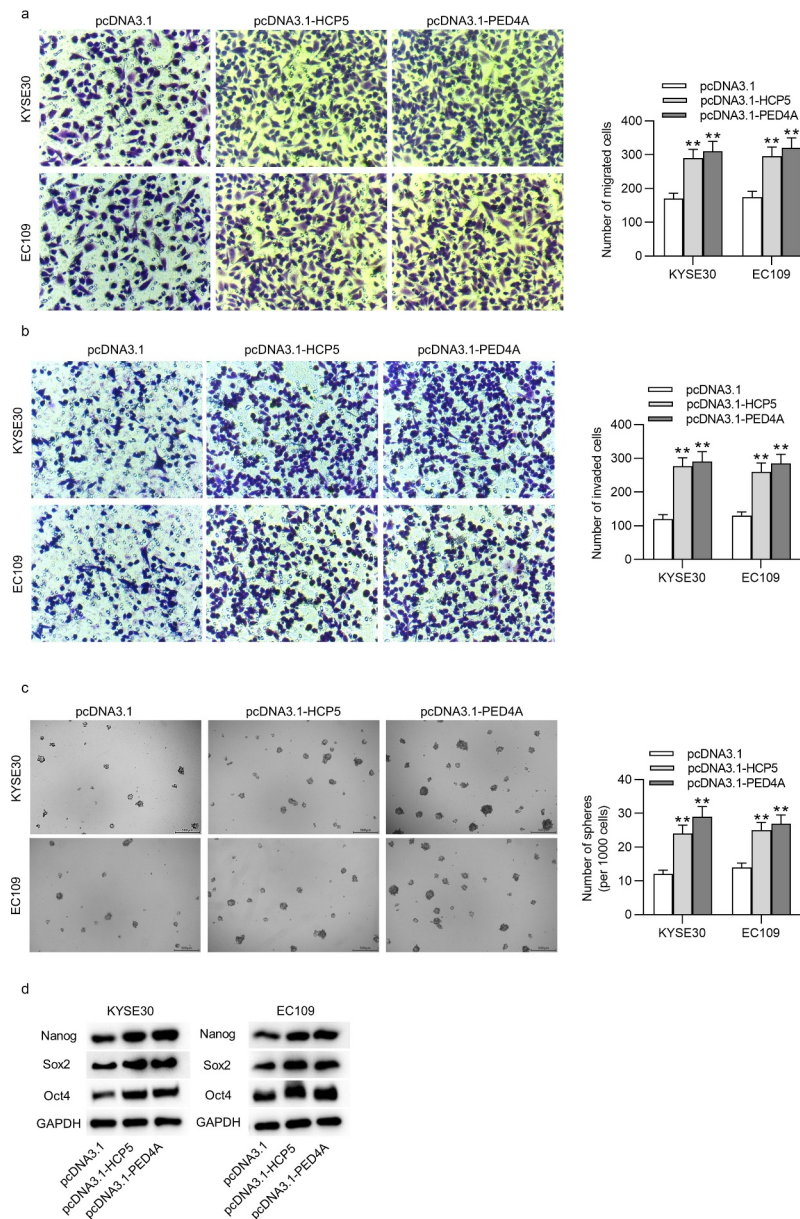 a
pcDNA3.1 pcDNA3.1-HCP5 pcDNA3.1-PED4A
KYSE30
EC109
pcDNA3.1
pcDNA3.1-HCP5
pcDNA3.1-PED4A
Number of migrated cells
400
300
200
100
0
** ** ** **
KYSE30 EC109
b
pcDNA3.1 pcDNA3.1-HCP5 pcDNA3.1-PED4A
KYSE30
EC109
pcDNA3.1
pcDNA3.1-HCP5
pcDNA3.1-PED4A
Number of invaded cells
400
300
200
100
0
** ** ** **
KYSE30 EC109
c
pcDNA3.1 pcDNA3.1-HCP5 pcDNA3.1-PED4A
KYSE30
EC109
pcDNA3.1
pcDNA3.1-HCP5
pcDNA3.1-PED4A
Number of spheres
(per 1000 cells)
40
30
20
10
0
** ** ** **
KYSE30 EC109
d
KYSE30
Nanog
Sox2
Oct4
GAPDH
pcDNA3.1
pcDNA3.1-HCP5
pcDNA3.1-PED4A
EC109
Nanog
Sox2
Oct4
GAPDH
pcDNA3.1
pcDNA3.1-HCP5
pcDNA3.1-PED4A